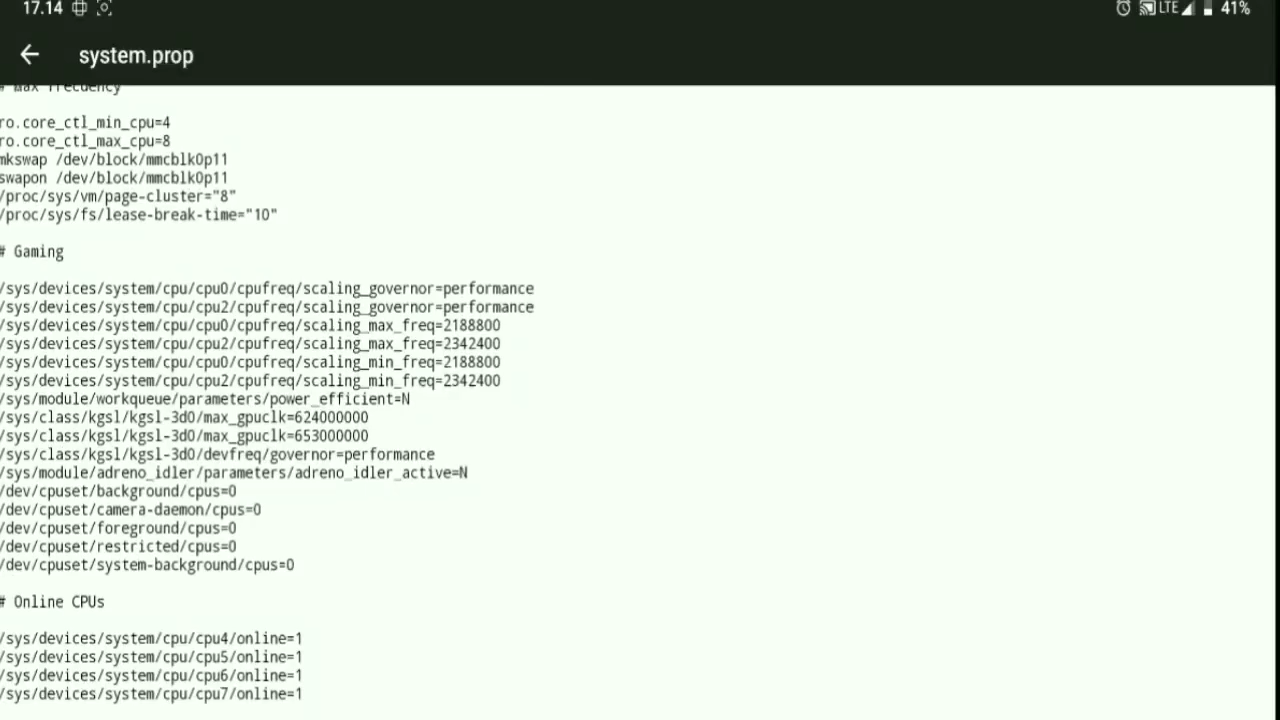 17.14 LTE 41%
system.prop
# Max frecuency
ro.core_ctl_min_cpu=4
ro.core_ctl_max_cpu=8
mkswap /dev/block/mmcblk0p11
swapon /dev/block/mmcblk0p11
/proc/sys/vm/page-cluster="8"
/proc/sys/fs/lease-break-time="10"
# Gaming
/sys/devices/system/cpu/cpu0/cpufreq/scaling_governor=performance
/sys/devices/system/cpu/cpu2/cpufreq/scaling_governor=performance
/sys/devices/system/cpu/cpu0/cpufreq/scaling_max_freq=2188800
/sys/devices/system/cpu/cpu2/cpufreq/scaling_max_freq=2342400
/sys/devices/system/cpu/cpu0/cpufreq/scaling_min_freq=2188800
/sys/devices/system/cpu/cpu2/cpufreq/scaling_min_freq=2342400
/sys/module/workqueue/parameters/power_efficient=N
/sys/class/kgsl/kgsl-3d0/max_gpuclk=624000000
/sys/class/kgsl/kgsl-3d0/max_gpuclk=653000000
/sys/class/kgsl/kgsl-3d0/devfreq/governor=performance
/sys/module/adreno_idler/parameters/adreno_idler_active=N
/dev/cpuset/background/cpus=0
/dev/cpuset/camera-daemon/cpus=0
/dev/cpuset/foreground/cpus=0
/dev/cpuset/restricted/cpus=0
/dev/cpuset/system-background/cpus=0
# Online CPUs
/sys/devices/system/cpu/cpu4/online=1
/sys/devices/system/cpu/cpu5/online=1
/sys/devices/system/cpu/cpu6/online=1
/sys/devices/system/cpu/cpu7/online=1